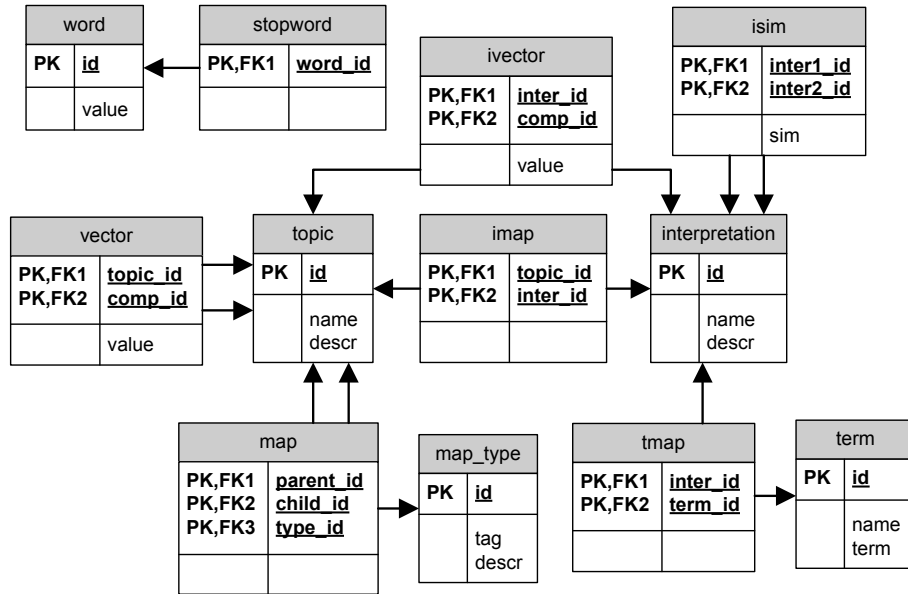 word
PK id
value
stopword
PK,FK1 word_id
ivector
PK,FK1 inter_id
PK,FK2 comp_id
value
isim
PK,FK1 inter1_id
PK,FK2 inter2_id
sim
vector
PK,FK1 topic_id
PK,FK2 comp_id
value
topic
PK id
name
descr
imap
PK,FK1 topic_id
PK,FK2 inter_id
interpretation
PK id
name
descr
map
PK,FK1 parent_id
PK,FK2 child_id
PK,FK3 type_id
map_type
PK id
tag
descr
tmap
PK,FK1 inter_id
PK,FK2 term_id
term
PK id
name
term